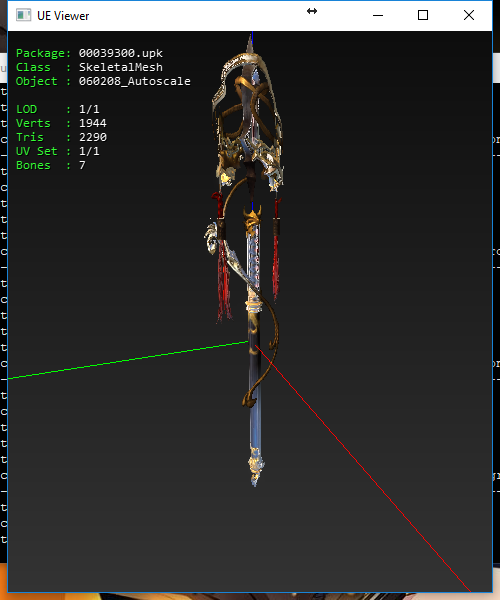 UE Viewer
Package: 00039300.upk
Class : SkeletalMesh
Object : 060208_Autoscale
LOD : 1/1
Verts : 1944
Tris : 2290
UV Set : 1/1
Bones : 7